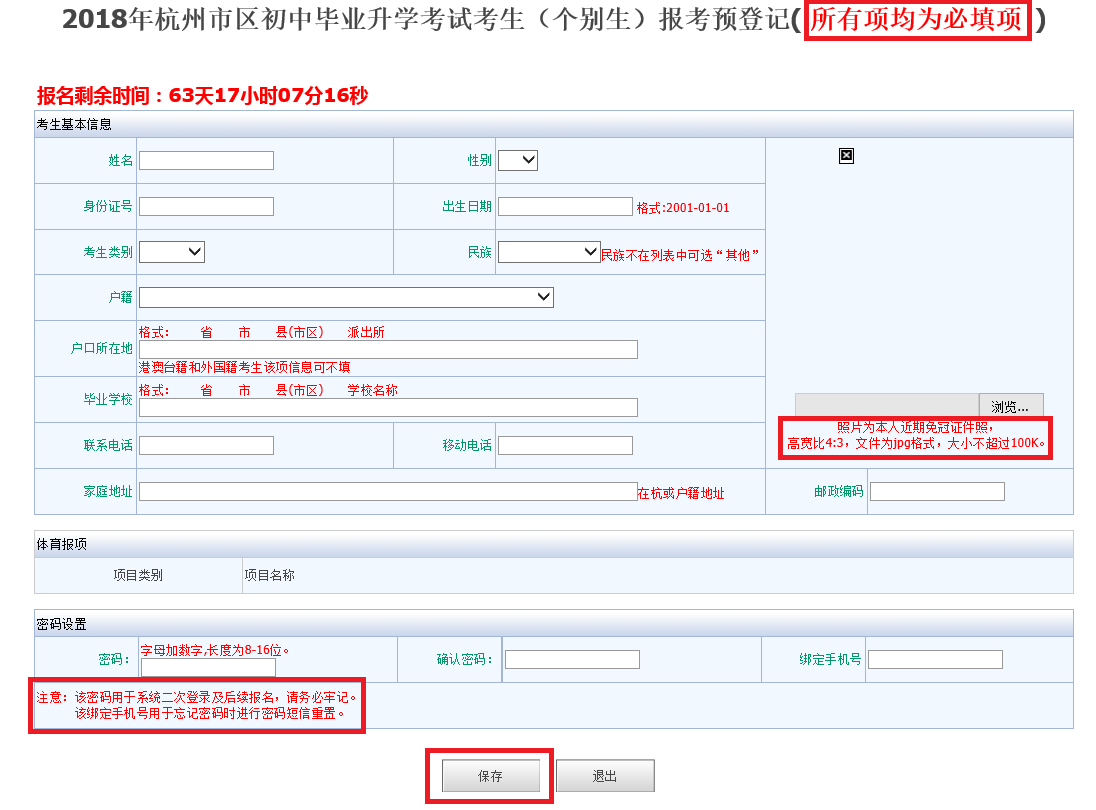 2018年杭州市区初中毕业升学考试考生（个别生）报考预登记(所有项均为必填项)
报名剩余时间：63天17小时07分16秒
考生基本信息
姓名 性别
身份证号 出生日期 格式:2001-01-01
考生类别 民族 民族不在列表中可选“其他”
户籍
格式: 省 市 县(市区) 派出所
户口所在地
港澳台籍和外国籍考生该项信息可不填
格式: 省 市 县(市区) 学校名称
毕业学校
浏览...
照片为本人近期免冠证件照，
高宽比4:3，文件为jpg格式，大小不超过100K。
联系电话 移动电话
家庭地址 在杭或户籍地址 邮政编码
体育报项
项目类别 项目名称
密码设置
字母加数字,长度为8-16位。
密码: 确认密码: 绑定手机号
注意: 该密码用于系统二次登录及后续报名，请务必牢记。
该绑定手机号用于忘记密码时进行密码短信重置。
保存 退出